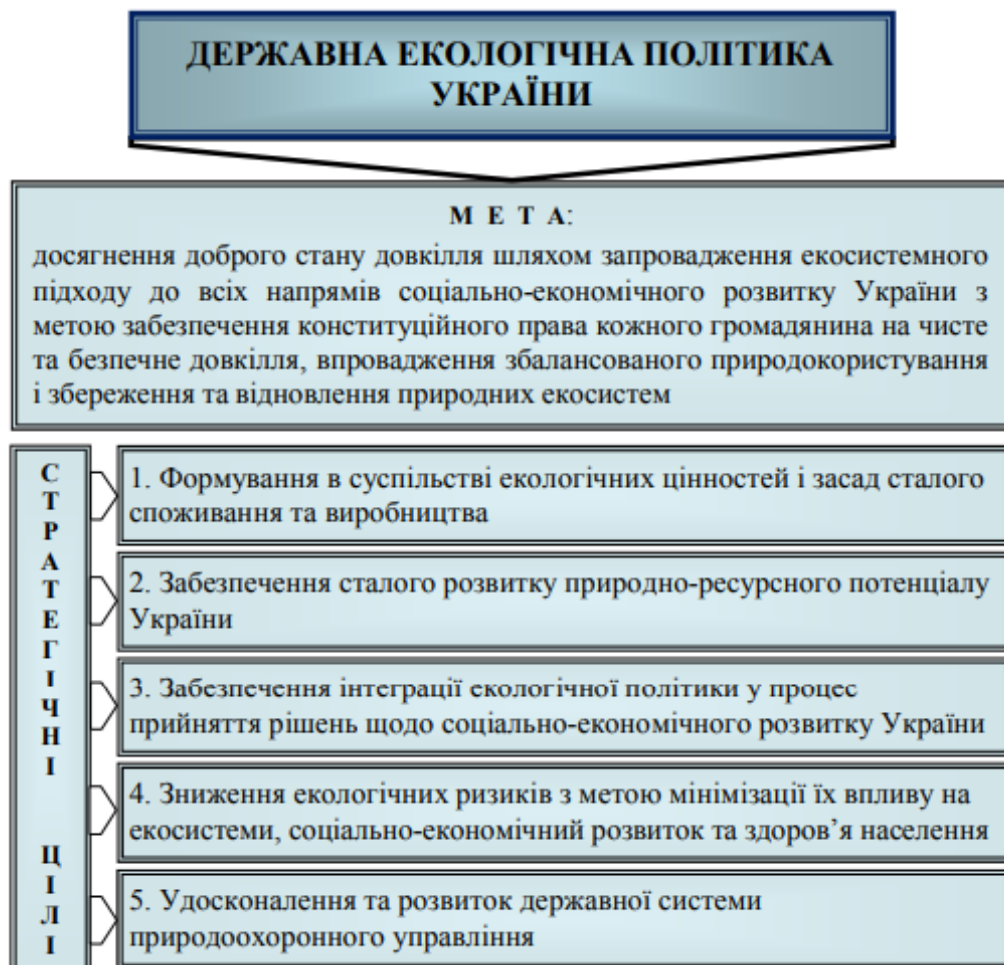 ДЕРЖАВНА ЕКОЛОГІЧНА ПОЛІТИКА
УКРАЇНИ
М Е Т А:
досягнення доброго стану довкілля шляхом запровадження екосистемного
підходу до всіх напрямів соціально-економічного розвитку України з
метою забезпечення конституційного права кожного громадянина на чисте
та безпечне довкілля, впровадження збалансованого природокористування
і збереження та відновлення природних екосистем
СТРАТЕГІЧНІ ЦІЛІ
1. Формування в суспільстві екологічних цінностей і засад сталого
споживання та виробництва
2. Забезпечення сталого розвитку природно-ресурсного потенціалу
України
3. Забезпечення інтеграції екологічної політики у процес
прийняття рішень щодо соціально-економічного розвитку України
4. Зниження екологічних ризиків з метою мінімізації їх впливу на
екосистеми, соціально-економічний розвиток та здоров’я населення
5. Удосконалення та розвиток державної системи
природоохоронного управління